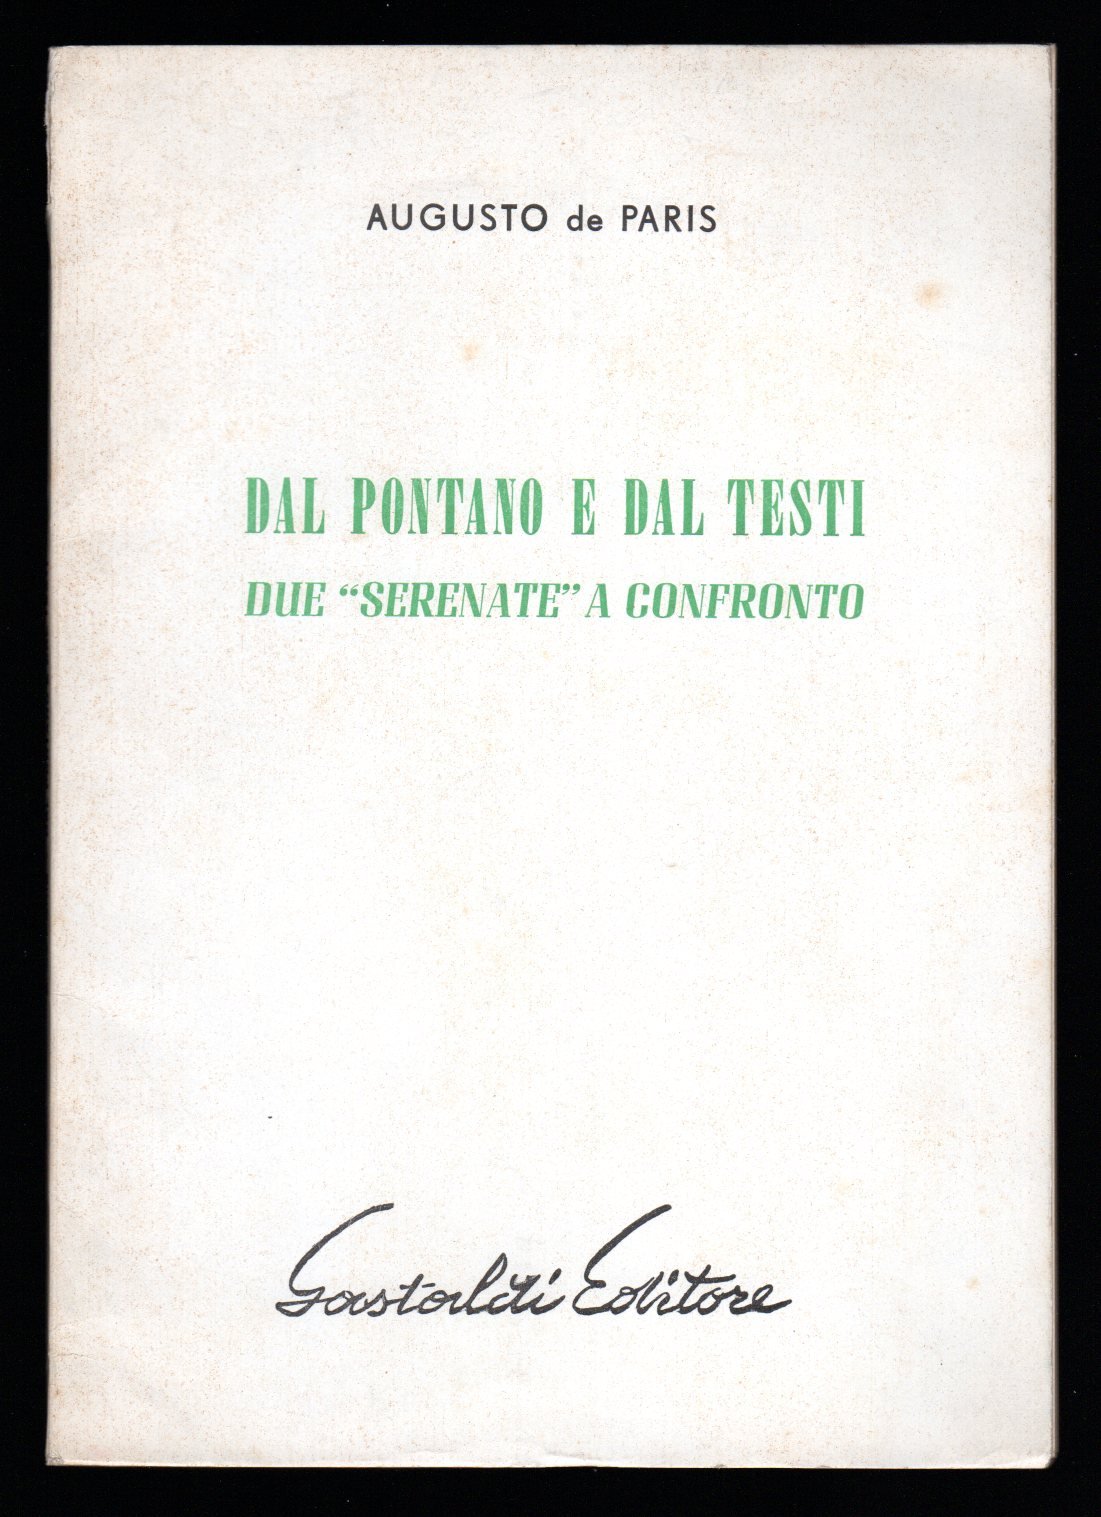 AUGUSTO de PARIS
DAL PONTANO E DAL TESTI
DUE “SERENATE” A CONFRONTO
Gastaldi Editore